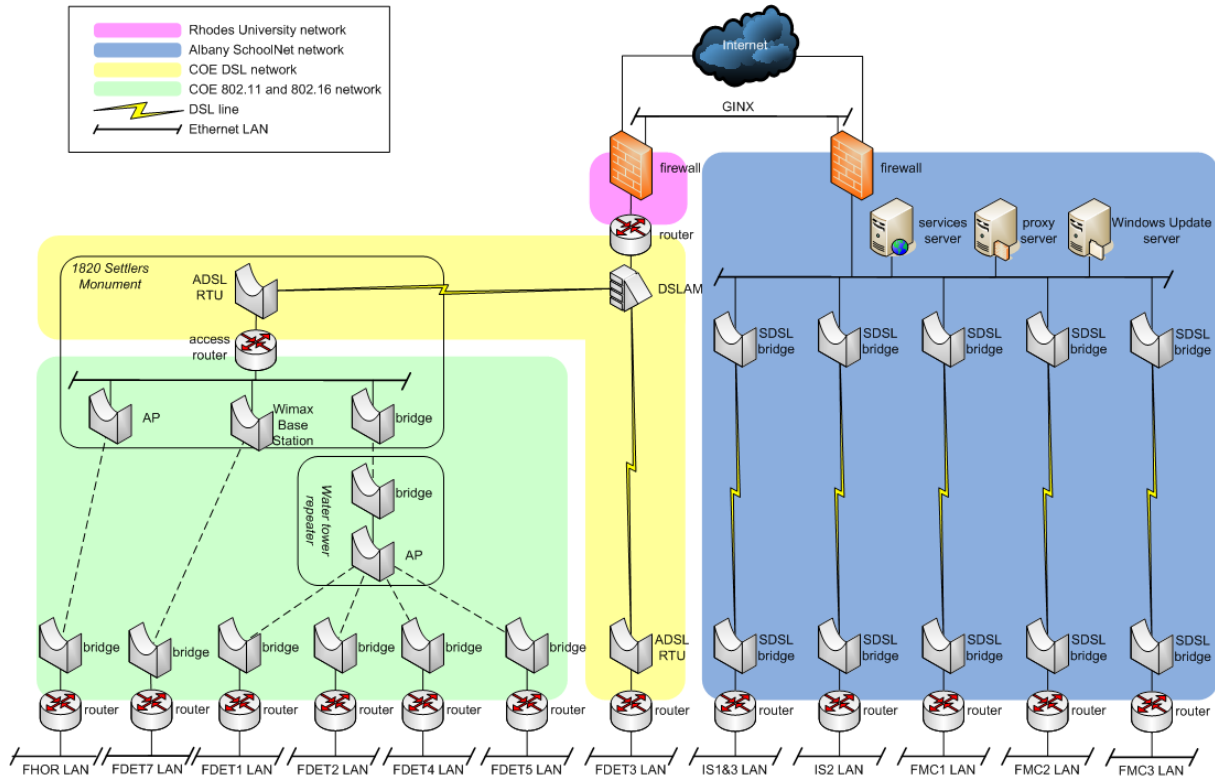 Rhodes University network
Albany SchoolNet network
COE DSL network
COE 802.11 and 802.16 network
DSL line
Ethernet LAN
Internet
GINX
firewall
firewall
router
services
server
proxy
server
Windows Update
server
1820 Settlers
Monument
ADSL
RTU
DSLAM
access
router
SDSL
bridge
SDSL
bridge
SDSL
bridge
SDSL
bridge
SDSL
bridge
AP
Wimax
Base
Station
bridge
Water tower
repeater
bridge
AP
bridge
bridge
bridge
bridge
bridge
bridge
ADSL
RTU
SDSL
bridge
SDSL
bridge
SDSL
bridge
SDSL
bridge
SDSL
bridge
router
router
router
router
router
router
router
router
router
router
router
router
FHOR LAN
FDET7 LAN
FDET1 LAN
FDET2 LAN
FDET4 LAN
FDET5 LAN
FDET3 LAN
IS1&3 LAN
IS2 LAN
FMC1 LAN
FMC2 LAN
FMC3 LAN